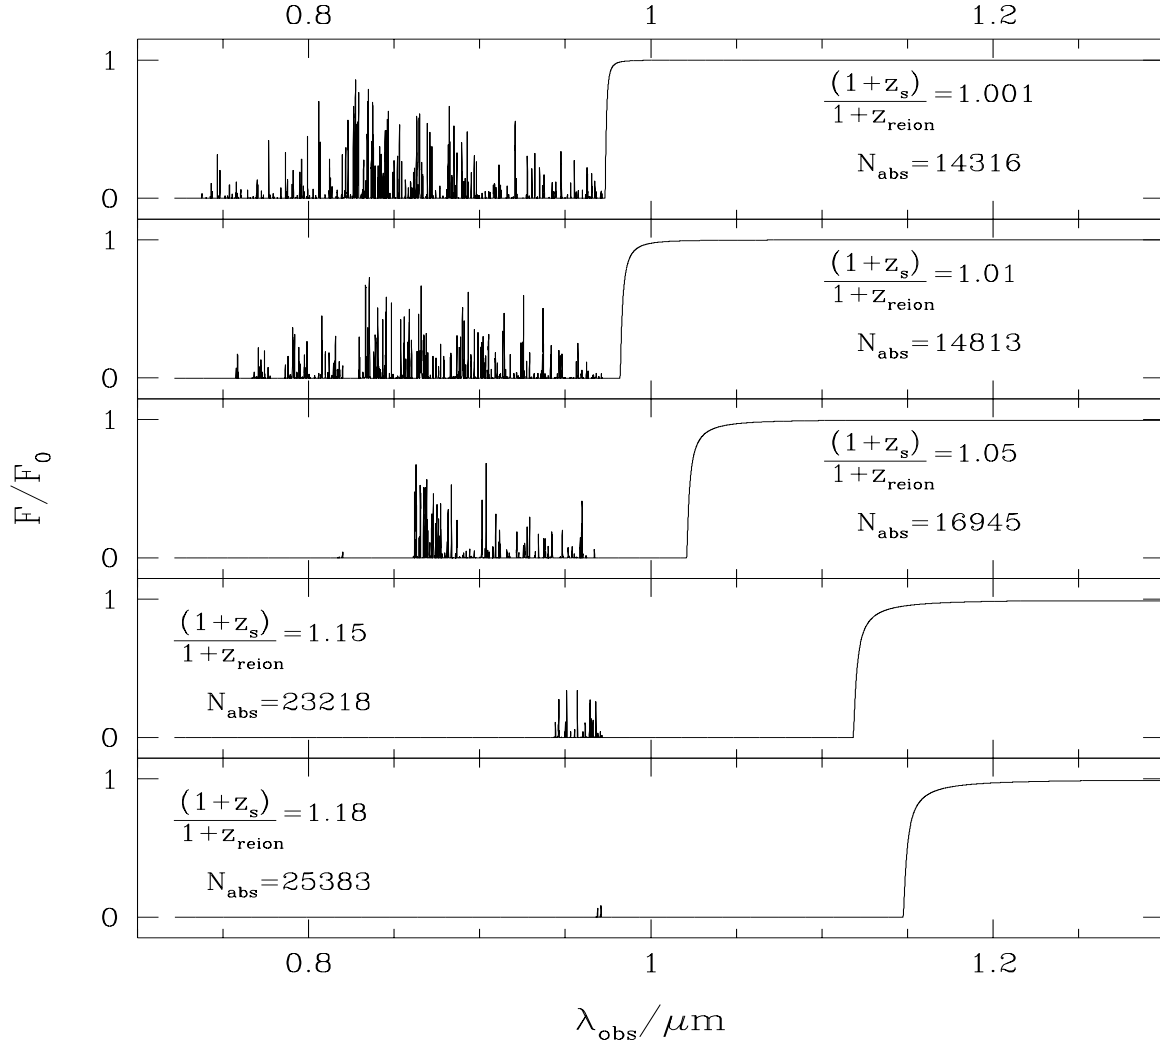 0.8 1 1.2
1
(1+z_s)/1+z_reion =1.001
N_abs=14316
0
1
(1+z_s)/1+z_reion =1.01
N_abs=14813
0
1
(1+z_s)/1+z_reion =1.05
N_abs=16945
0
F/F_0
1
(1+z_s)/1+z_reion =1.15
N_abs=23218
0
1
(1+z_s)/1+z_reion =1.18
N_abs=25383
0
0.8 1 1.2
λ_obs/μm